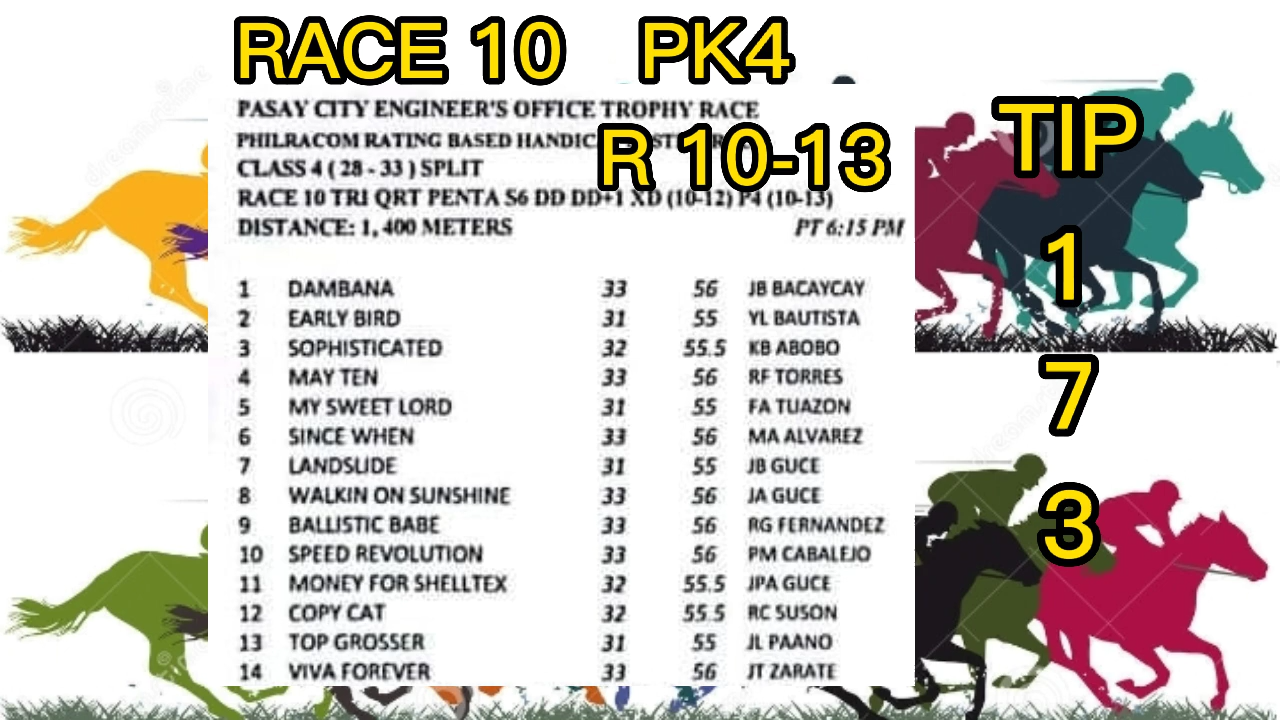 RACE 10 PK4
PASAY CITY ENGINEER'S OFFICE TROPHY RACE
PHILRACOM RATING BASED
R 10-13
CLASS 4 ( 28 - 33 ) SPLIT
RACE 10 TRI QRT PENTA S6 DD DD+1 XD (10-12) P4 (10-13)
DISTANCE: 1, 400 METERS PT 6:15 PM
1 DAMBANA 33 56 JB BACAYCAY
2 EARLY BIRD 31 55 YL BAUTISTA
3 SOPHISTICATED 32 55.5 KB ABOBO
4 MAY TEN 33 56 RF TORRES
5 MY SWEET LORD 31 55 FA TUAZON
6 SINCE WHEN 33 56 MA ALVAREZ
7 LANDSLIDE 31 55 JB GUCE
8 WALKIN ON SUNSHINE 33 56 JA GUCE
9 BALLISTIC BABE 33 56 RG FERNANDEZ
10 SPEED REVOLUTION 33 56 PM CABALEJO
11 MONEY FOR SHELLTEX 32 55.5 JPA GUCE
12 COPY CAT 32 55.5 RC SUSON
13 TOP GROSSER 31 55 JL PAANO
14 VIVA FOREVER 33 56 JT ZARATE
TIP
1
7
3